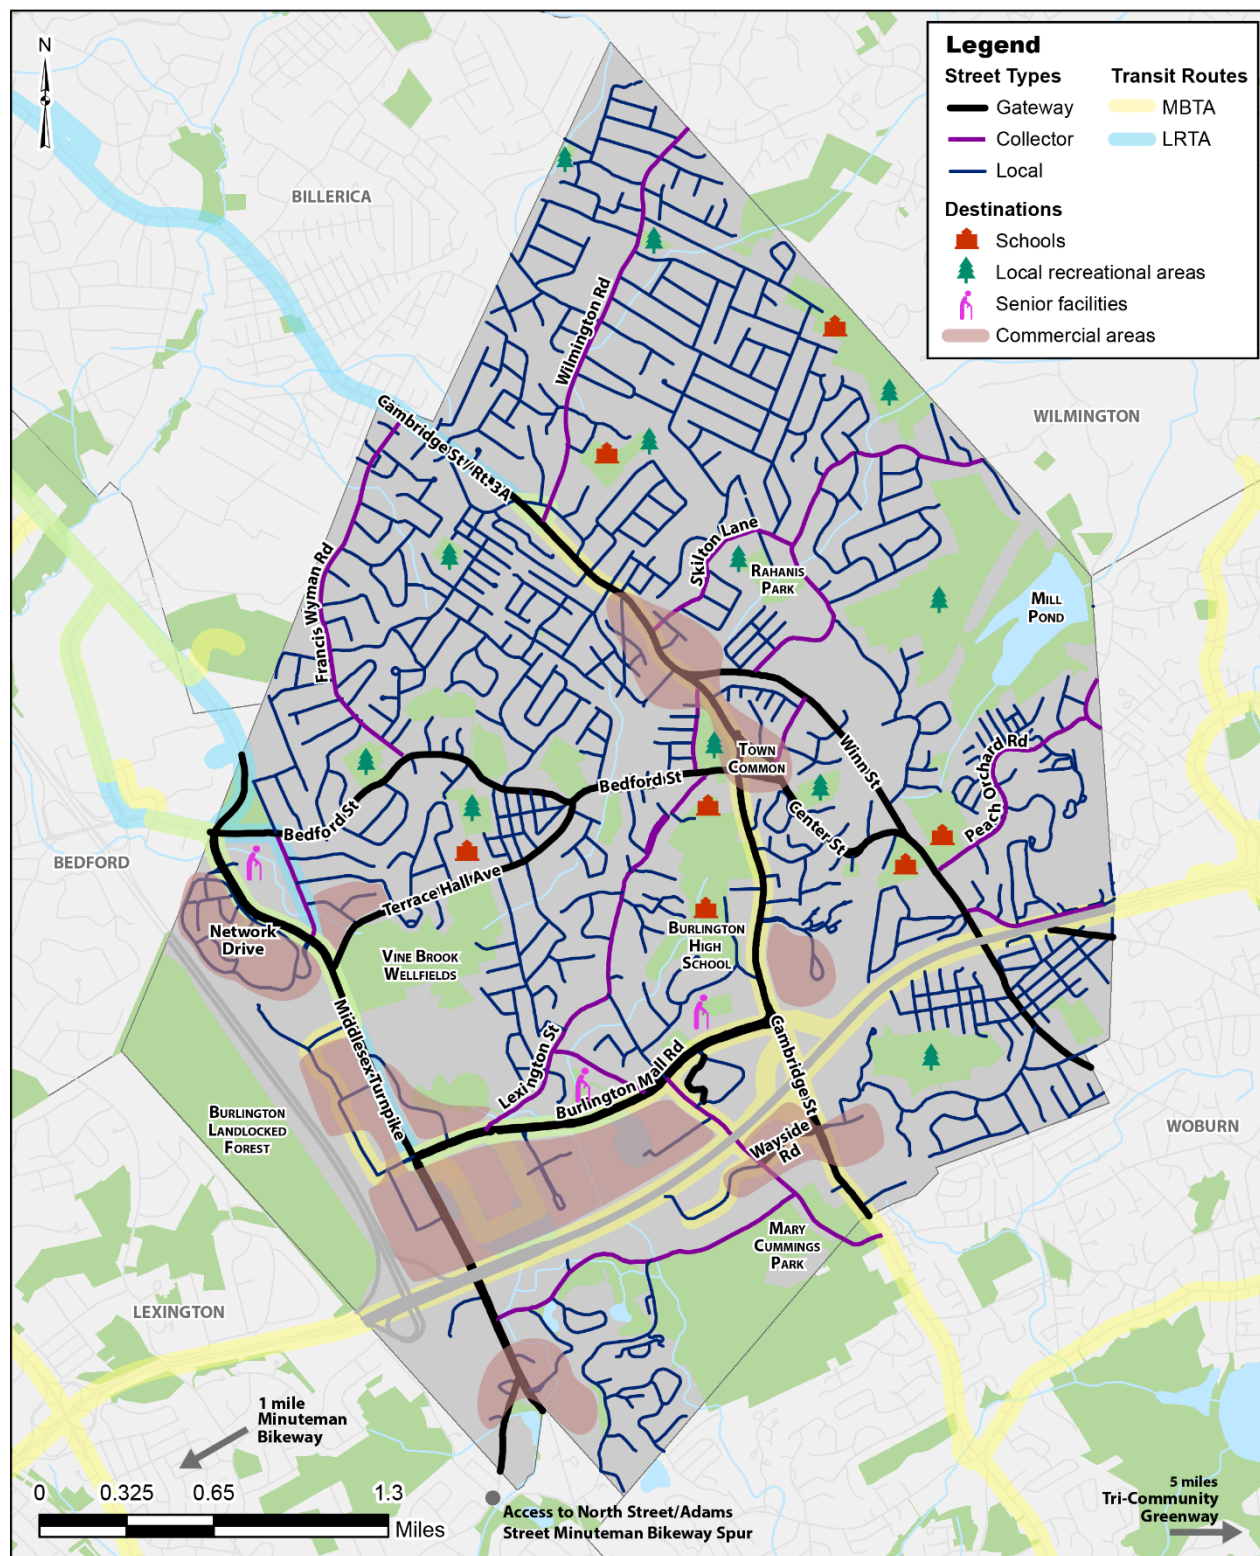 N
Legend
Street Types
Transit Routes
Gateway
MBTA
Collector
LRTA
Local
Destinations
Schools
Local recreational areas
Senior facilities
Commercial areas
BILLERICA
WILMINGTON
Wilmington Rd
Cambridge St/Rt. 3A
Francis Wyman Rd
Skilton Lane
RAHANIS
PARK
MILL
POND
Winn St
TOWN
COMMON
Peach Orchard Rd
Bedford St
Bedford St
Center St
BEDFORD
Terrace Hall Ave
Network
Drive
VINE BROOK
WELLFIELDS
BURLINGTON
HIGH
SCHOOL
Middlesex Turnpike
Lexington St
Burlington Mall Rd
Cambridge St
BURLINGTON
LANDLOCKED
FOREST
Wayside
Rd
WOBURN
MARY
CUMMINGS
PARK
LEXINGTON
1 mile
Minuteman
Bikeway
0 0.325 0.65 1.3
Miles
Access to North Street/Adams
Street Minuteman Bikeway Spur
5 miles
Tri-Community
Greenway